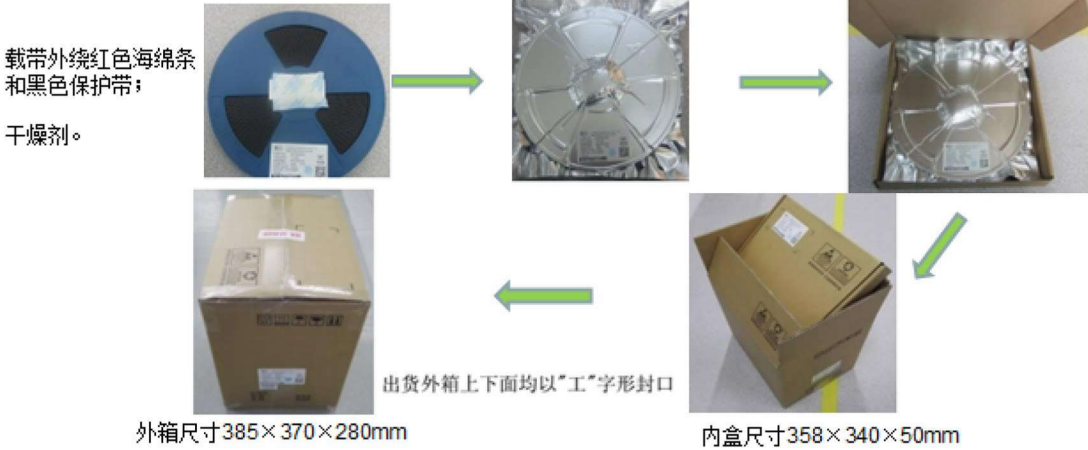 载带外绕红色海绵条
和黑色保护带；
干燥剂。
出货外箱上下面均以"工"字形封口
外箱尺寸385×370×280mm
内盒尺寸358×340×50mm